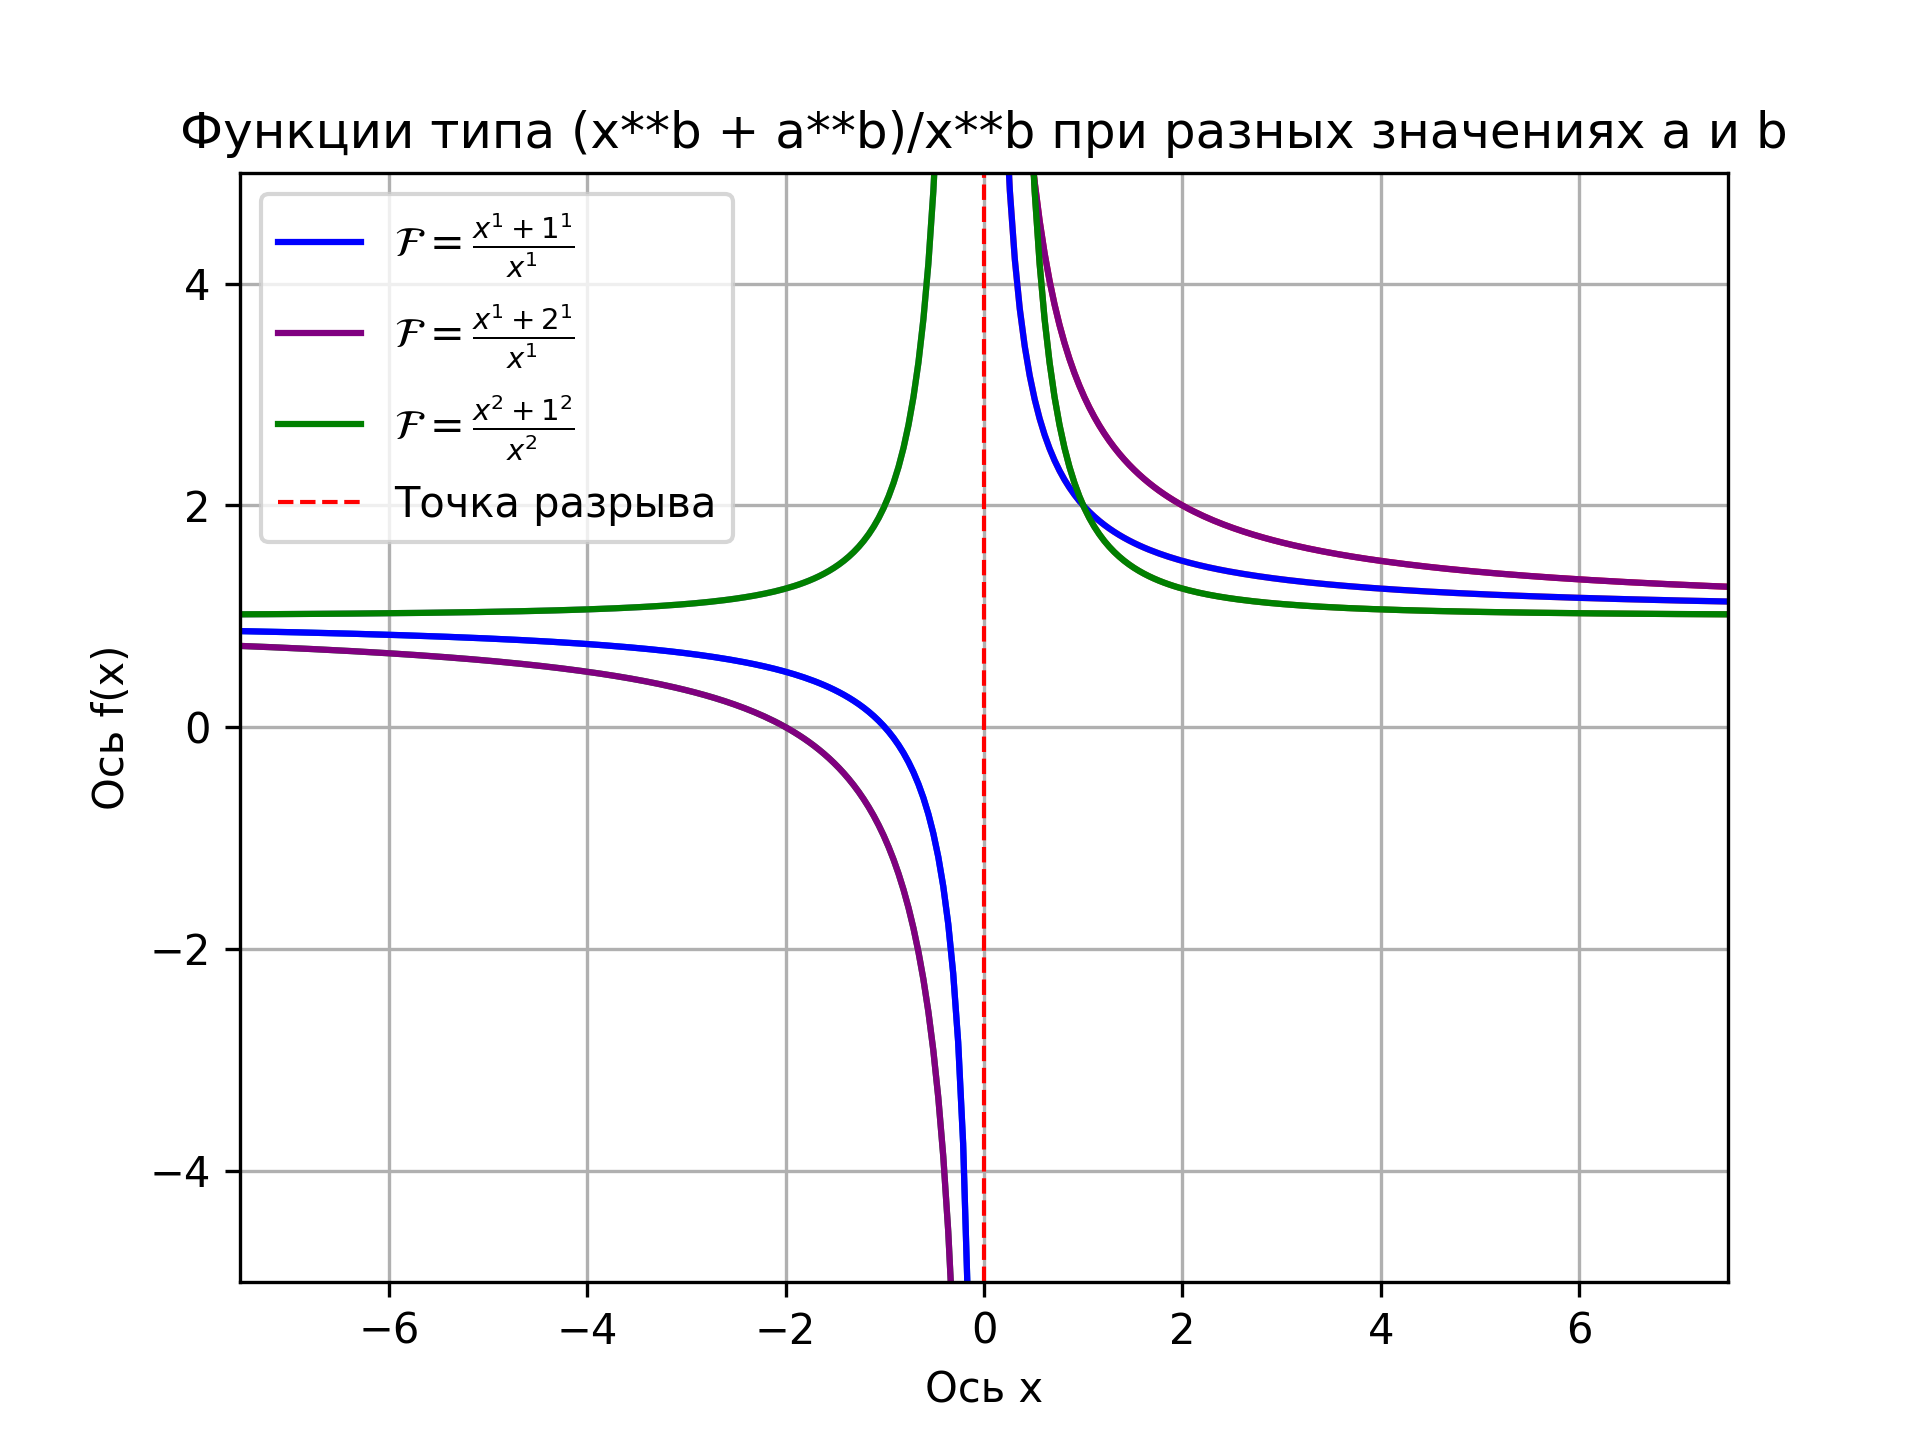 Функции типа (x**b + a**b)/x**b при разных значениях a и b
ℱ = (x¹ + 1¹)/x¹
ℱ = (x¹ + 2¹)/x¹
ℱ = (x² + 1²)/x²
Точка разрыва
4
2
0
−2
−4
Ось f(x)
−6 −4 −2 0 2 4 6
Ось x